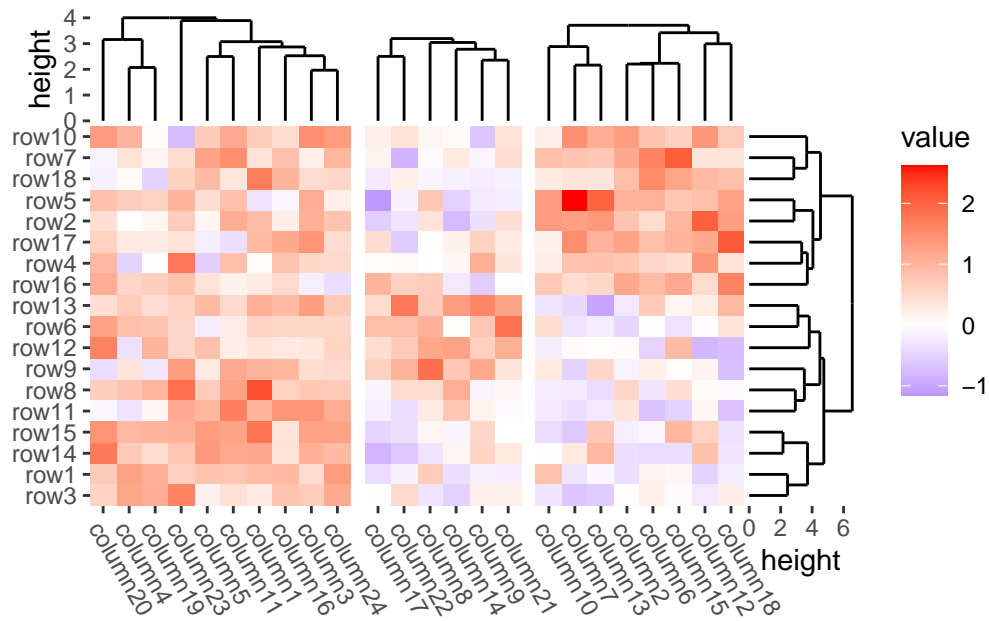 4
3
2
1
0
height
row10
row7
row18
row5
row2
row17
row4
row16
row13
row6
row12
row9
row8
row11
row15
row14
row1
row3
column20
column4
column19
column23
column5
column11
column1
column16
column3
column24
column17
column22
column8
column14
column9
column21
column10
column7
column13
column2
column6
column15
column12
column18
0 2 4 6
height
value
2
1
0
−1